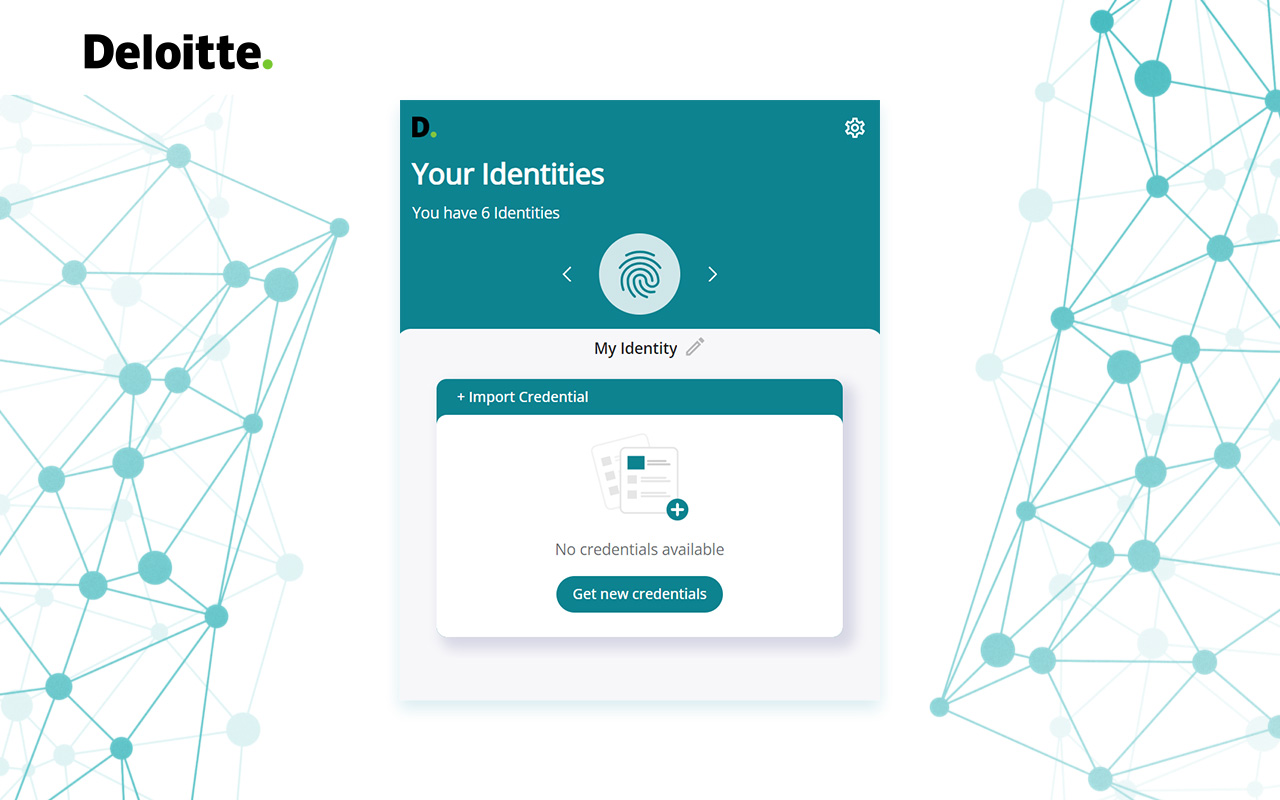 Deloitte.
D.
Your Identities
You have 6 Identities
My Identity
+ Import Credential
No credentials available
Get new credentials